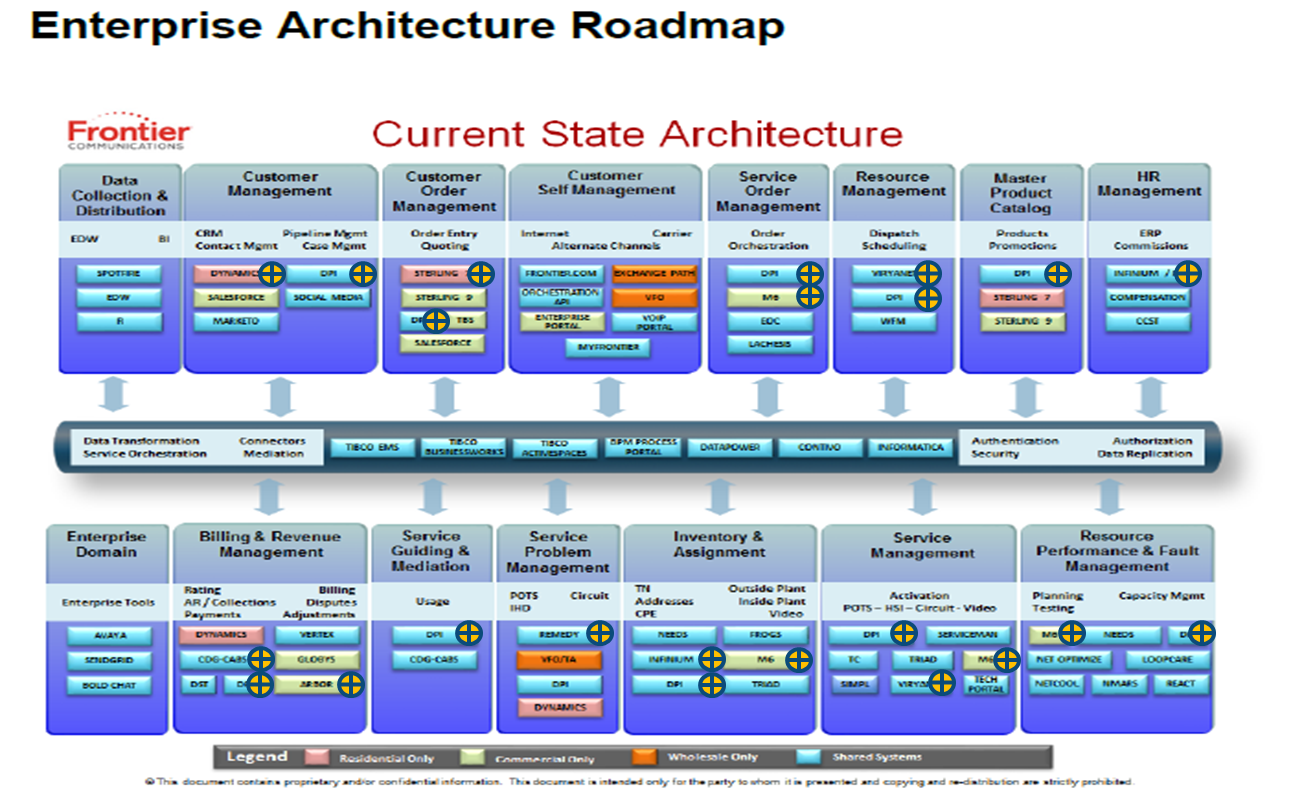 Enterprise Architecture Roadmap
Frontier
COMMUNICATIONS
Current State Architecture
Data
Collection &
Distribution
EDW BI
SPOTFIRE
EDW
R
Customer
Management
CRM Pipeline Mgmt
Contact Mgmt Case Mgmt
DYNAMICS DPI
SALESFORCE SOCIAL MEDIA
MARKETO
Customer
Order
Management
Order Entry
Quoting
STERLING
STERLING 9
TBS
SALESFORCE
Customer
Self Management
Internet Carrier
Alternate Channels
FRONTIER.COM EXCHANGE PATH
ORCHESTRATION
API
VFO
ENTERPRISE
PORTAL
VOIP
PORTAL
MYFRONTIER
Service
Order
Management
Order
Orchestration
DPI
M6
EOC
LACHESIS
Resource
Management
Dispatch
Scheduling
VIRYANET
DPI
WFM
Master
Product
Catalog
Products
Promotions
DPI
STERLING 7
STERLING 9
HR
Management
ERP
Commissions
INFINIUM /
COMPENSATION
CCST
Data Transformation Connectors
Service Orchestration Mediation
TIBCO EMS
TIBCO
BUSINESSWORKS
TIBCO
ACTIVESPACES
BPM PROCESS
PORTAL
DATAPOWER
CONTIVO
INFORMATICA
Authentication Authorization
Security Data Replication
Enterprise
Domain
Enterprise Tools
AVAYA
SENDGRID
BOLD CHAT
Billing & Revenue
Management
Rating Billing
AR / Collections Disputes
Payments Adjustments
DYNAMICS VERTEX
CDG-CABS GLOBYS
DST ARBOR
Service
Guiding &
Mediation
Usage
DPI
CDG-CABS
Service
Problem
Management
POTS Circuit
IHD
REMEDY
VFO/TA
DPI
DYNAMICS
Inventory &
Assignment
TN Outside Plant
Addresses Inside Plant
CPE Video
NEEDS FROGS
INFINIUM M6
DPI TRIAD
Service
Management
Activation
POTS – HSI – Circuit - Video
DPI SERVICEMAN
TC TRIAD M6
SIMPL
TECH
PORTAL
Resource
Performance & Fault
Management
Planning Capacity Mgmt
Testing
M6 NEEDS
NET OPTIMIZE LOOPCARE
NETCOOL NMARS REACT
Legend Residential Only Commercial Only Wholesale Only Shared Systems
© This document contains proprietary and/or confidential information. This document is intended only for the party to whom it is presented and copying and re-distribution are strictly prohibited.